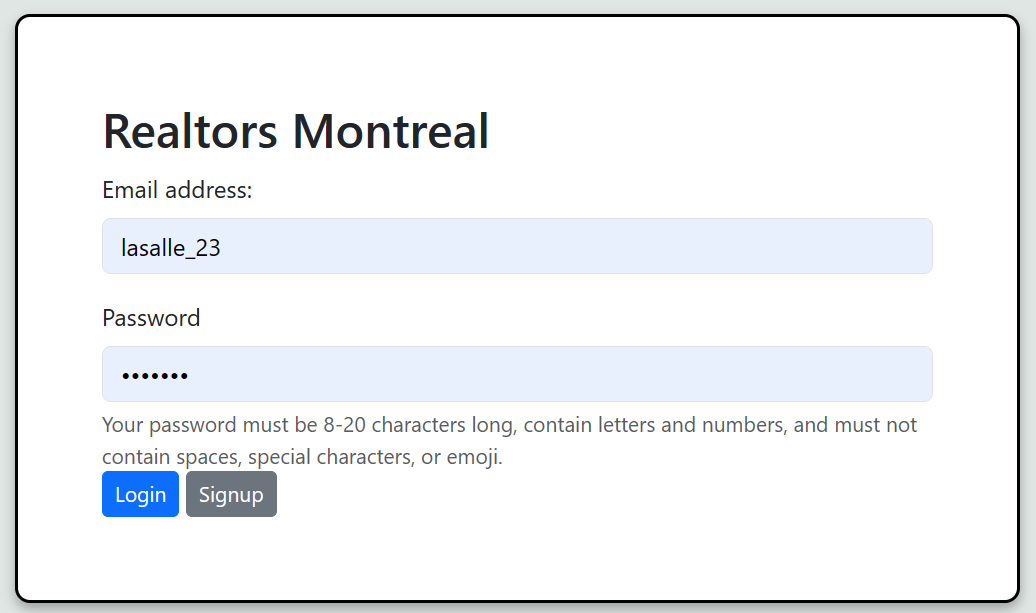 Realtors Montreal
Email address:
lasalle_23
Password
•••••••
Your password must be 8-20 characters long, contain letters and numbers, and must not
contain spaces, special characters, or emoji.
Login Signup